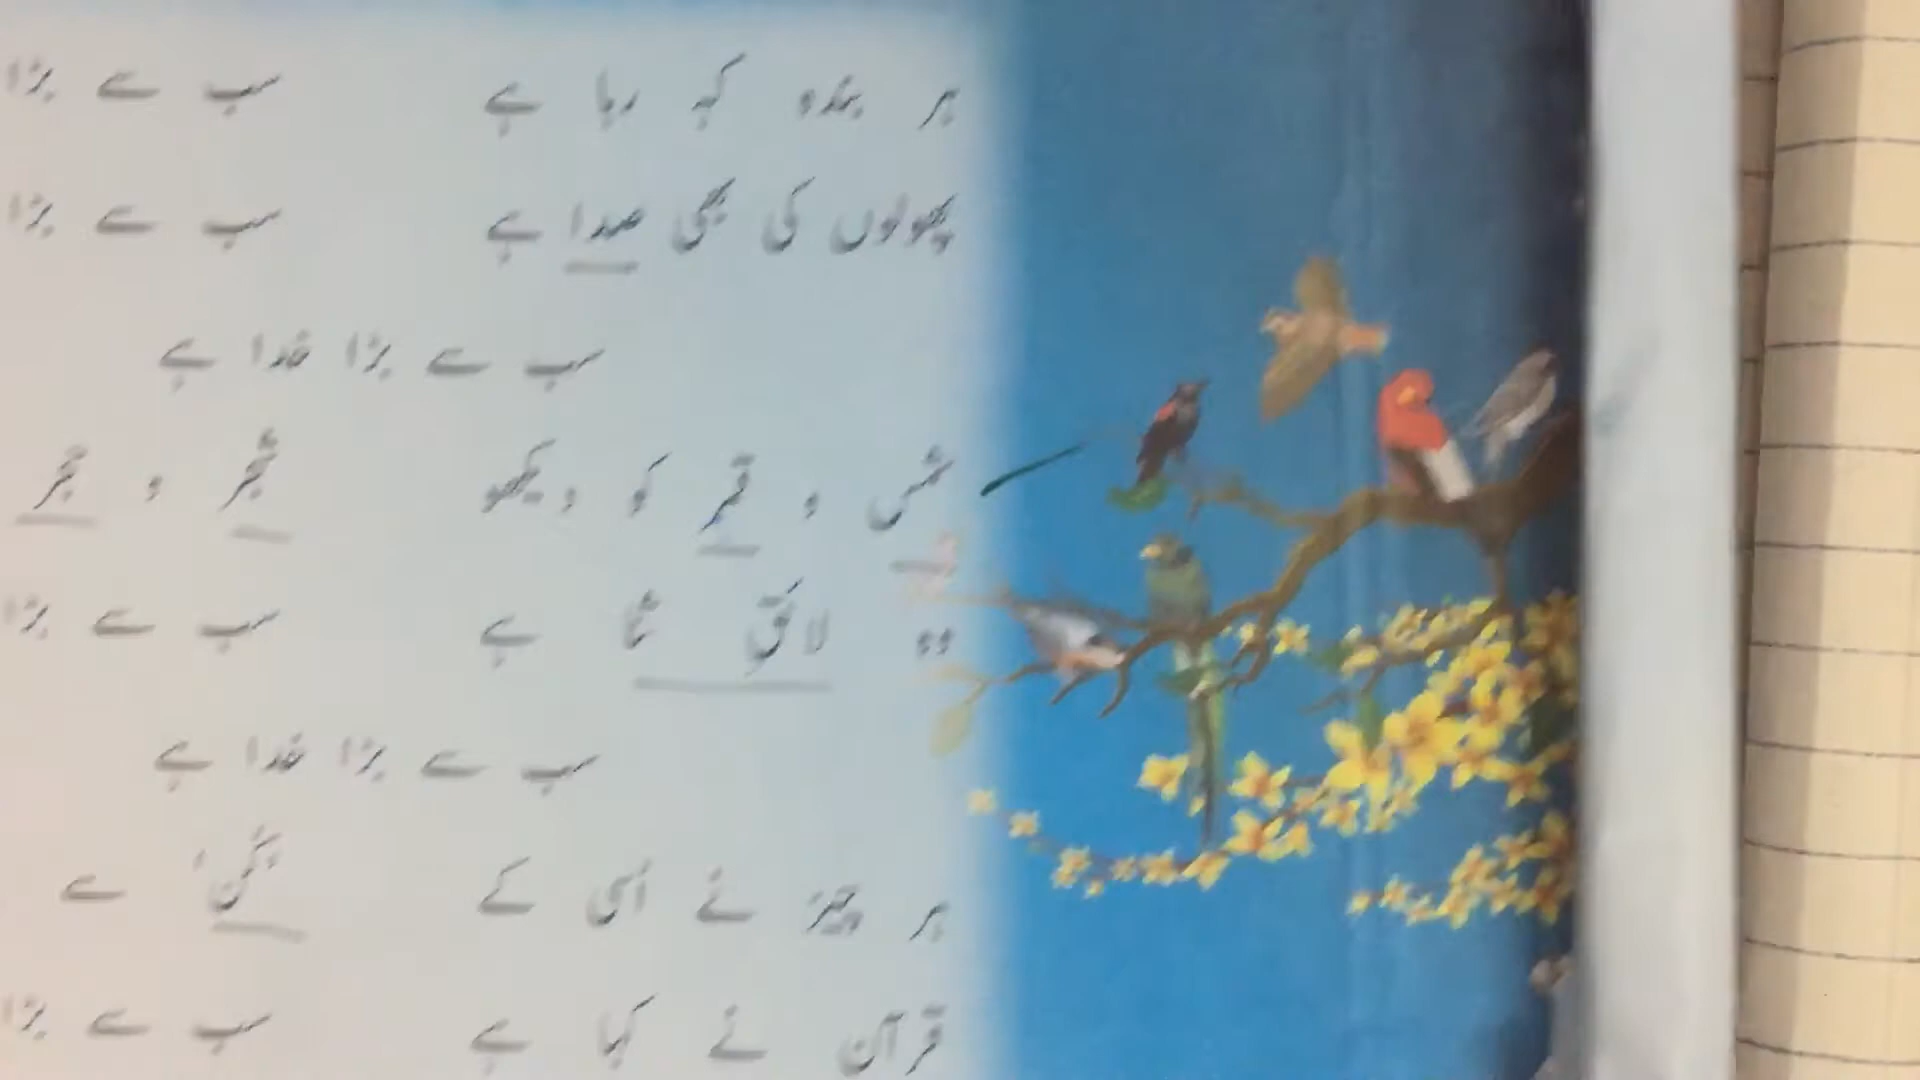 ہر بندہ کہہ رہا ہے سب سے بڑا
پھولوں کی بھی صدا ہے سب سے بڑا
سب سے بڑا خدا ہے
شمس و قمر کو دیکھو شجر و حجر
وہ لائقِ ثنا ہے سب سے بڑا
سب سے بڑا خدا ہے
ہر چیز نے اُسی کے کُن سے
قرآن نے کہا ہے سب سے بڑا